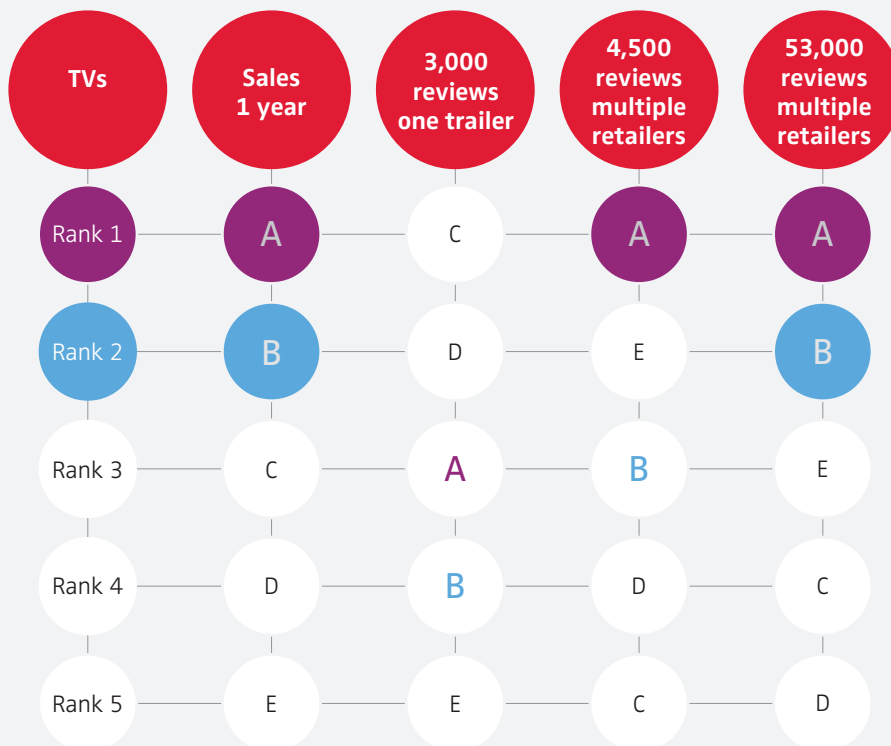 TVs
Sales
1 year
3,000
reviews
one trailer
4,500
reviews
multiple
retailers
53,000
reviews
multiple
retailers
Rank 1
A
C
A
A
Rank 2
B
D
E
B
Rank 3
C
A
B
E
Rank 4
D
B
D
C
Rank 5
E
E
C
D